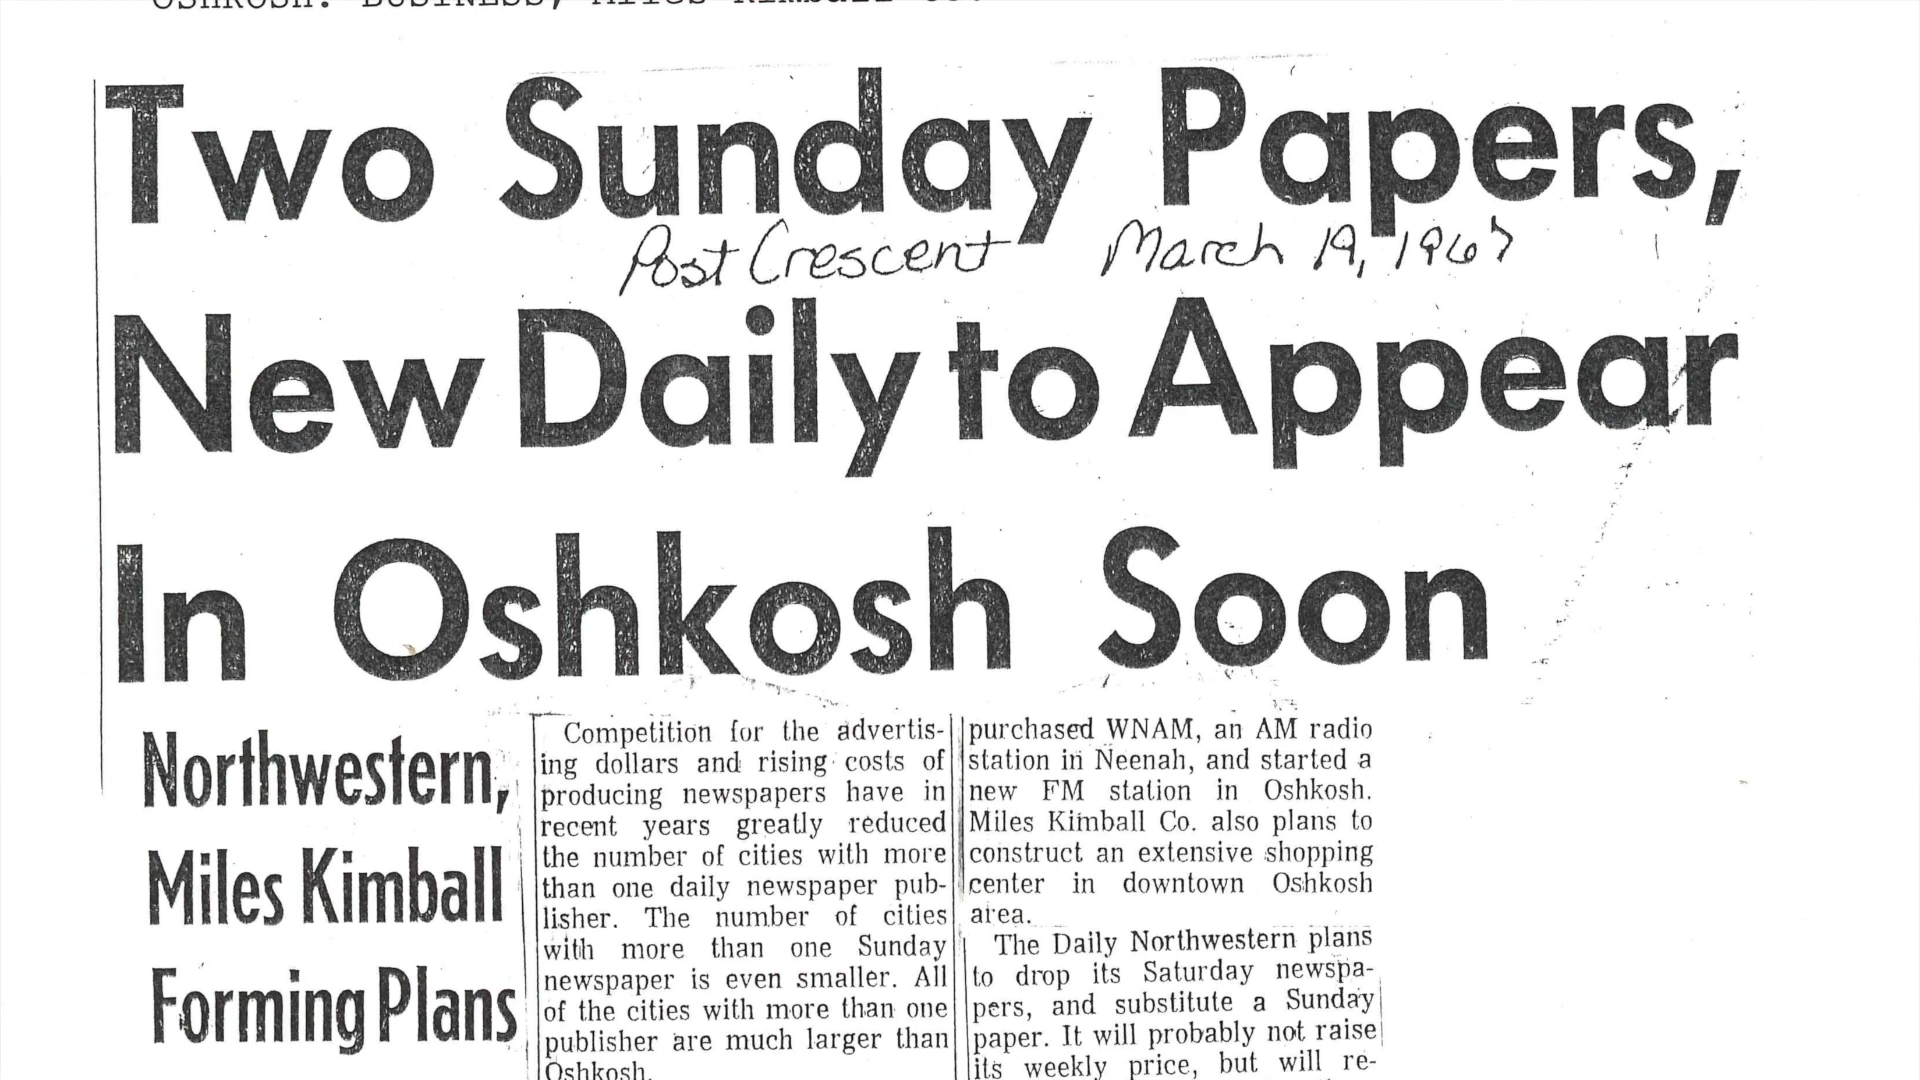 OSHKOSH: BUSINESS, Miles Kimball Co.
Two Sunday Papers,
Post Crescent March 19, 1967
New Daily to Appear
In Oshkosh Soon
Northwestern,
Miles Kimball
Forming Plans
Competition for the advertis-
ing dollars and rising costs of
producing newspapers have in
recent years greatly reduced
the number of cities with more
than one daily newspaper pub-
lisher. The number of cities
with more than one Sunday
newspaper is even smaller. All
of the cities with more than one
publisher are much larger than
Oshkosh.
purchased WNAM, an AM radio
station in Neenah, and started a
new FM station in Oshkosh.
Miles Kimball Co. also plans to
construct an extensive shopping
center in downtown Oshkosh
area.
The Daily Northwestern plans
to drop its Saturday newspa-
pers, and substitute a Sunday
paper. It will probably not raise
its weekly price, but will re-